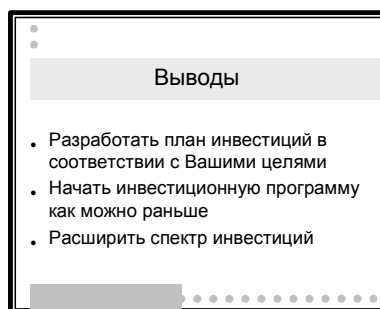 Выводы
• Разработать план инвестиций в
соответствии с Вашими целями
• Начать инвестиционную программу
как можно раньше
• Расширить спектр инвестиций